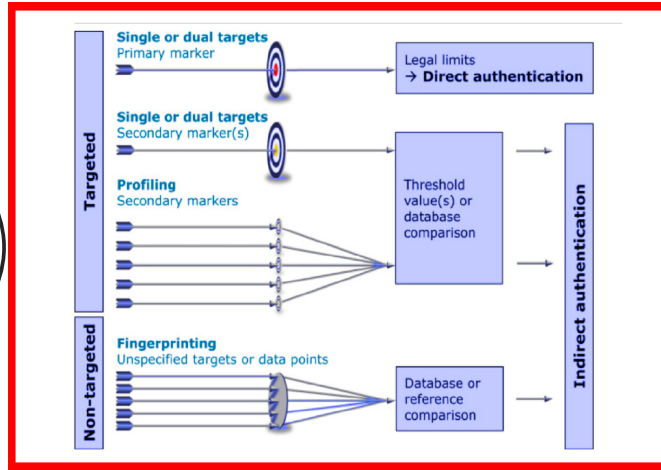 Single or dual targets
Primary marker
Legal limits
→ Direct authentication
Single or dual targets
Secondary marker(s)
Profiling
Secondary markers
Threshold
value(s) or
database
comparison
Targeted
Fingerprinting
Unspecified targets or data points
Database or
reference
comparison
Non-targeted
Indirect authentication